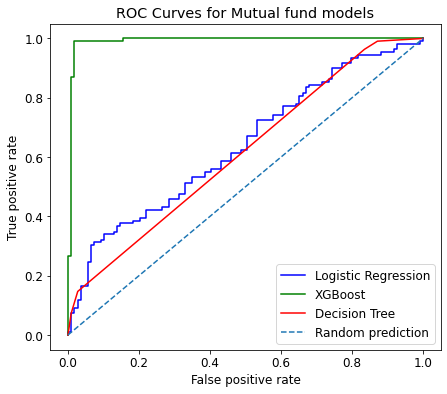 ROC Curves for Mutual fund models
True positive rate
1.0
0.8
0.6
0.4
0.2
0.0
Logistic Regression
XGBoost
Decision Tree
Random prediction
0.0 0.2 0.4 0.6 0.8 1.0
False positive rate